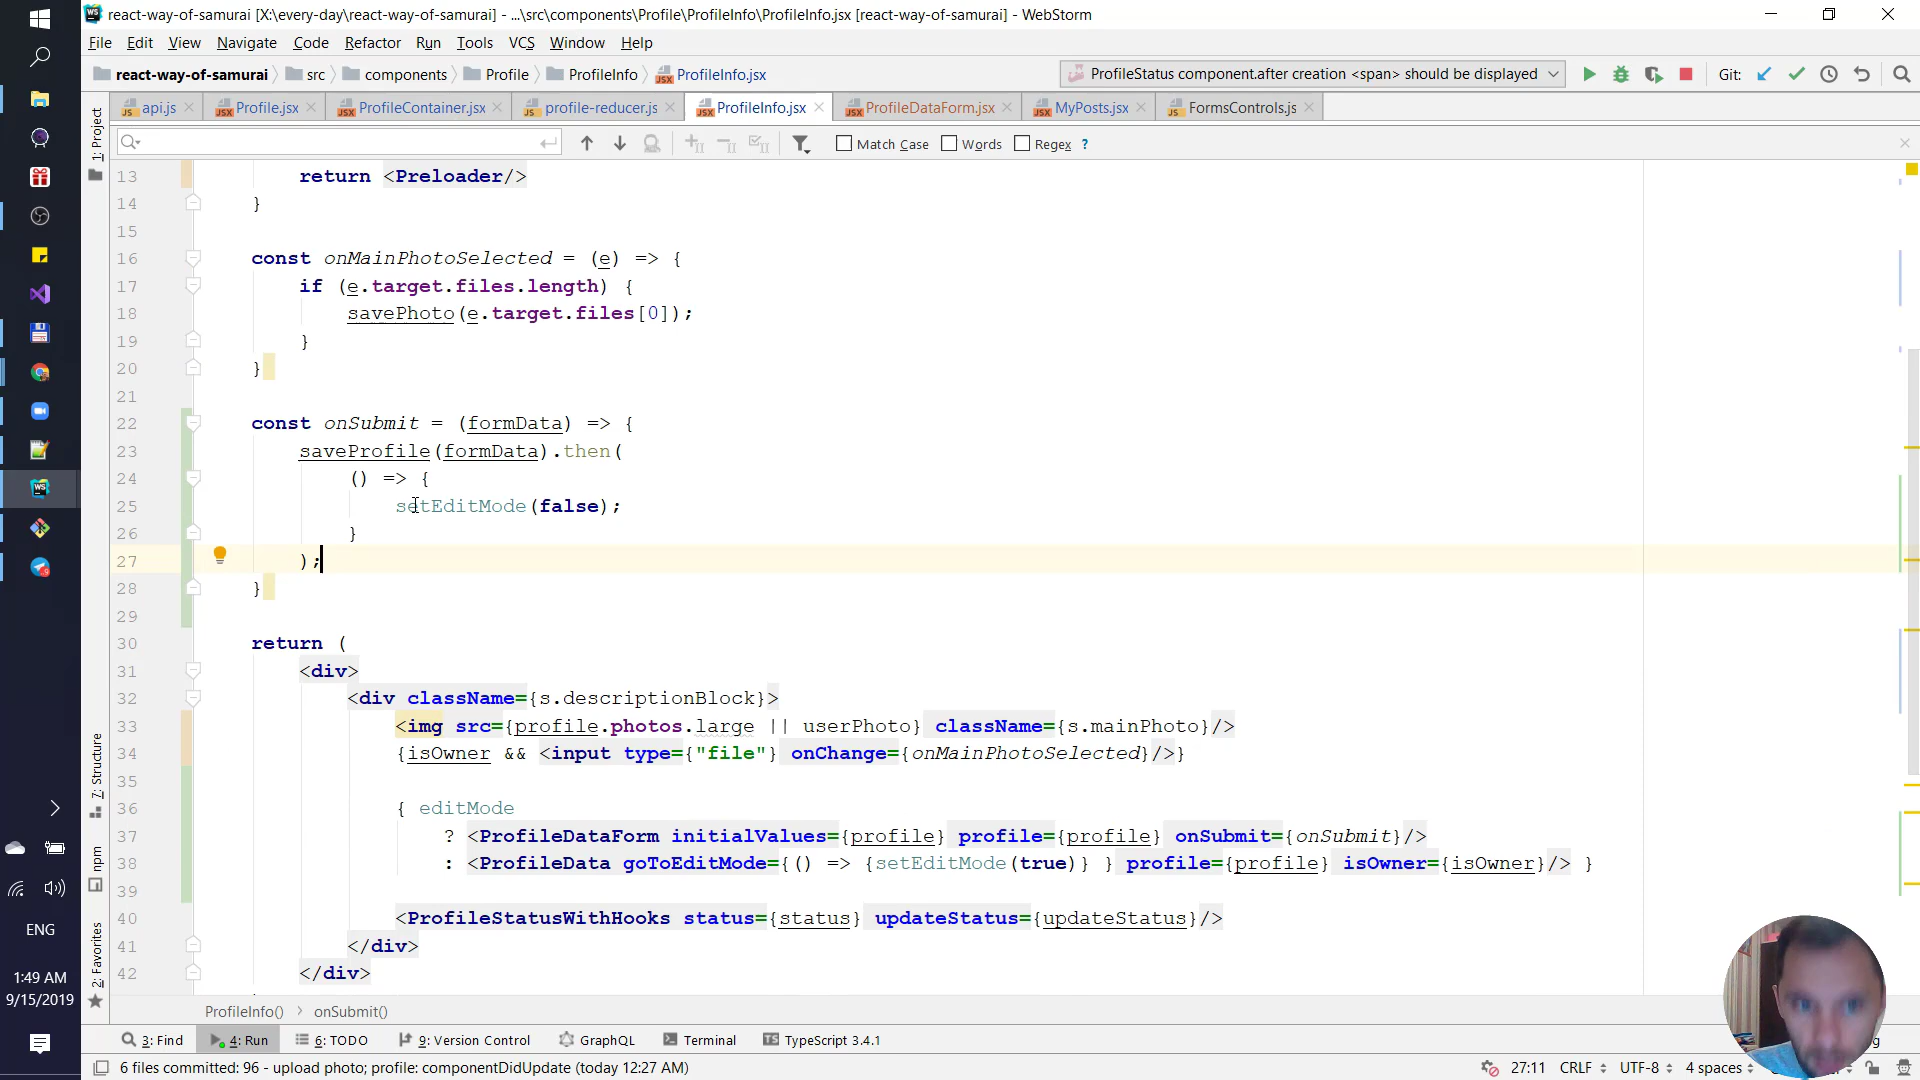 react-way-of-samurai [X:\every-day\react-way-of-samurai] - ...\src\components\Profile\ProfileInfo\ProfileInfo.jsx [react-way-of-samurai] - WebStorm
File Edit View Navigate Code Refactor Run Tools VCS Window Help
react-way-of-samurai src components Profile ProfileInfo ProfileInfo.jsx ProfileStatus component.after creation <span> should be displayed Git:
api.js Profile.jsx ProfileContainer.jsx profile-reducer.js ProfileInfo.jsx ProfileDataForm.jsx MyPosts.jsx FormsControls.js
Match Case Words Regex ?
1: Project
13 return <Preloader/>
14 }
15
16 const onMainPhotoSelected = (e) => {
17 if (e.target.files.length) {
18 savePhoto(e.target.files[0]);
19 }
20 }
21
22 const onSubmit = (formData) => {
23 saveProfile(formData).then(
24 () => {
25 setEditMode(false);
26 }
27 );
28 }
29
30 return (
31 <div>
32 <div className={s.descriptionBlock}>
33 <img src={profile.photos.large || userPhoto} className={s.mainPhoto}/>
34 {isOwner && <input type={"file"} onChange={onMainPhotoSelected}/>}
35
36 { editMode
37 ? <ProfileDataForm initialValues={profile} profile={profile} onSubmit={onSubmit}/>
38 : <ProfileData goToEditMode={() => {setEditMode(true)} } profile={profile} isOwner={isOwner}/> }
39
40 <ProfileStatusWithHooks status={status} updateStatus={updateStatus}/>
41 </div>
42 </div>
7: Structure
npm
2: Favorites
ENG
1:49 AM
9/15/2019
ProfileInfo() onSubmit()
3: Find 4: Run 6: TODO 9: Version Control GraphQL Terminal TypeScript 3.4.1
6 files committed: 96 - upload photo; profile: componentDidUpdate (today 12:27 AM) 27:11 CRLF UTF-8 4 spaces